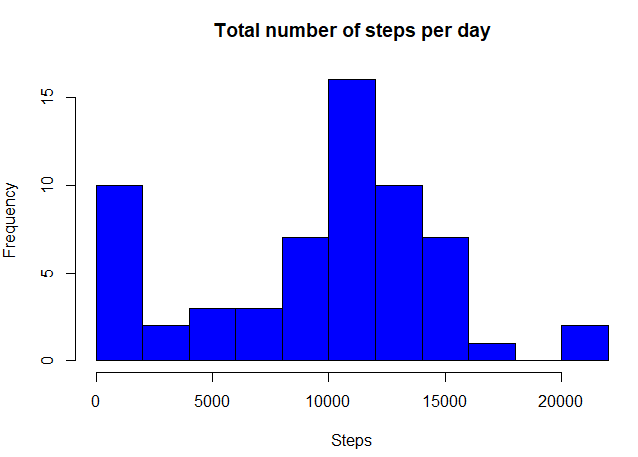 Total number of steps per day
Frequency
15
10
5
0
0 5000 10000 15000 20000
Steps